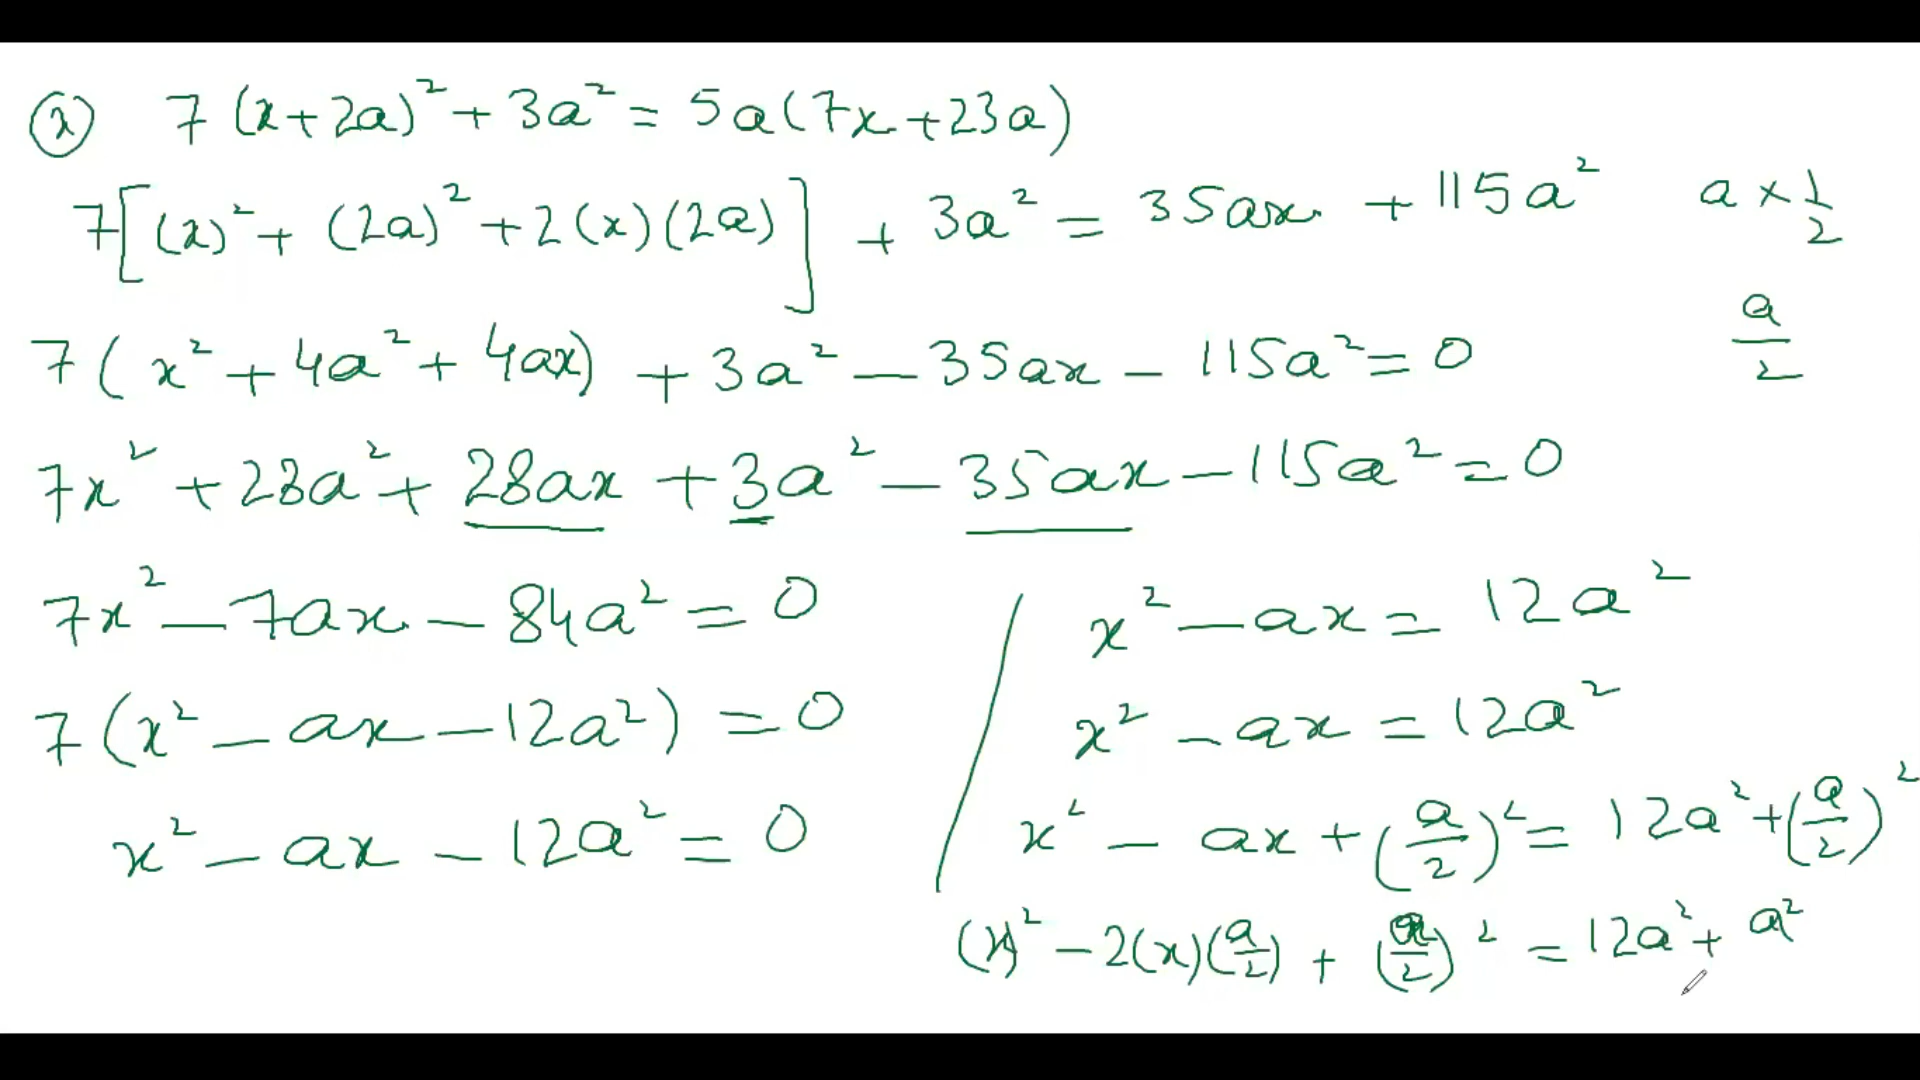 (x) 7(x+2a)² + 3a² = 5a(7x+23a)
7[(x)² + (2a)² + 2(x)(2a)] + 3a² = 35ax + 115a²
a × 1/2
7(x² + 4a² + 4ax) + 3a² − 35ax − 115a² = 0
a/2
7x² + 28a² + 28ax + 3a² − 35ax − 115a² = 0
7x² − 7ax − 84a² = 0
7(x² − ax − 12a²) = 0
x² − ax − 12a² = 0
x² − ax = 12a²
x² − ax = 12a²
x² − ax + (a/2)² = 12a² + (a/2)²
(x)² − 2(x)(a/2) + (a/2)² = 12a² + a²